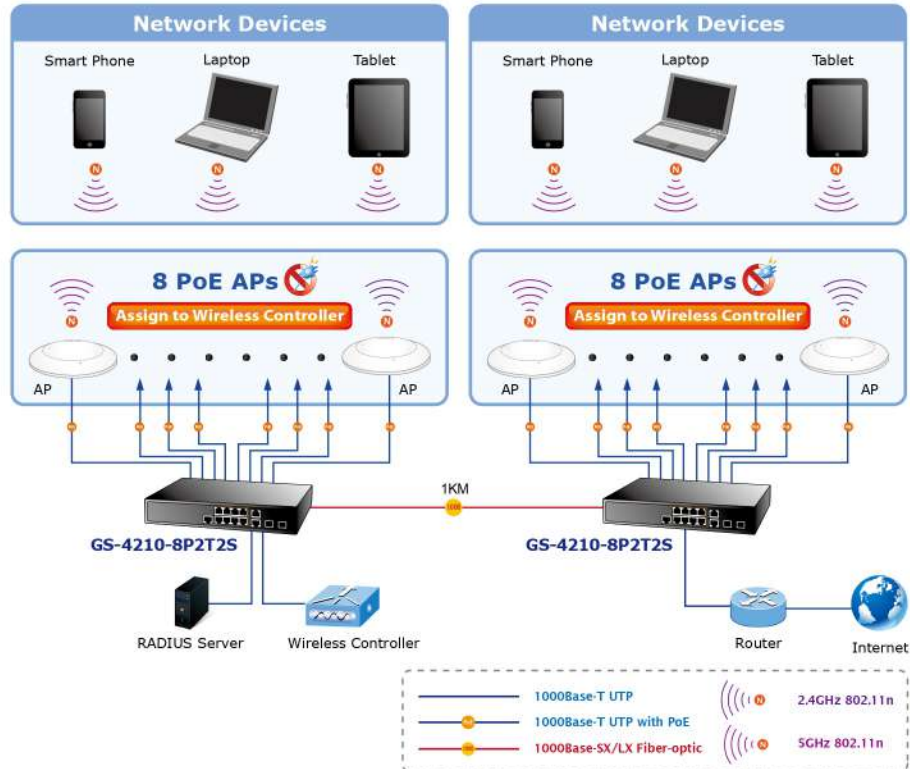 Network Devices
Smart Phone
Laptop
Tablet
Network Devices
Smart Phone
Laptop
Tablet
8 PoE APs
Assign to Wireless Controller
N
N
N
N
N
AP
AP
8 PoE APs
Assign to Wireless Controller
N
N
N
N
N
AP
AP
1KM
GS-4210-8P2T2S
GS-4210-8P2T2S
RADIUS Server
Wireless Controller
Router
Internet
1000Base-T UTP
1000Base-T UTP with PoE
1000Base-SX/LX Fiber-optic
N
2.4GHz 802.11n
N
5GHz 802.11n